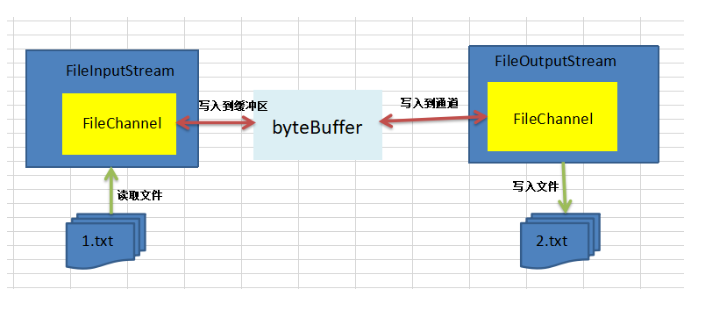 FileInputStream
FileChannel
写入到缓冲区
byteBuffer
写入到通道
FileOutputStream
FileChannel
读取文件
1.txt
写入文件
2.txt